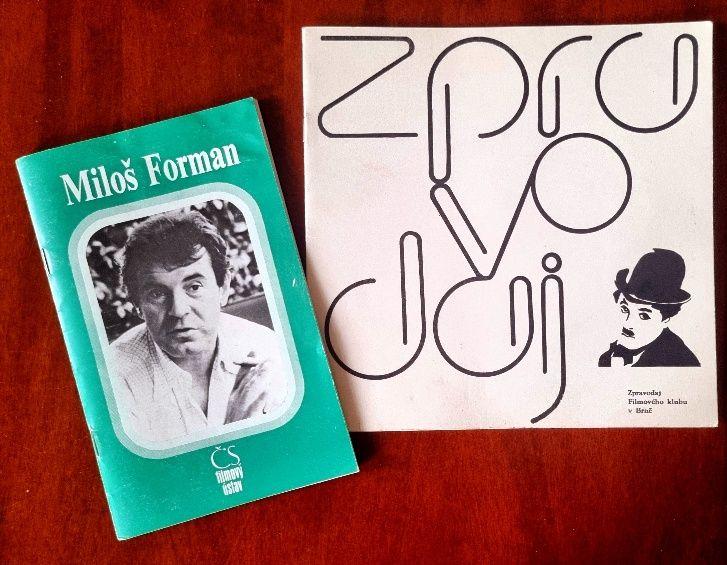 Miloš Forman
ČS
filmový
ústav
zpra
vo
daj
Zpravodaj
Filmového klubu
v Brně